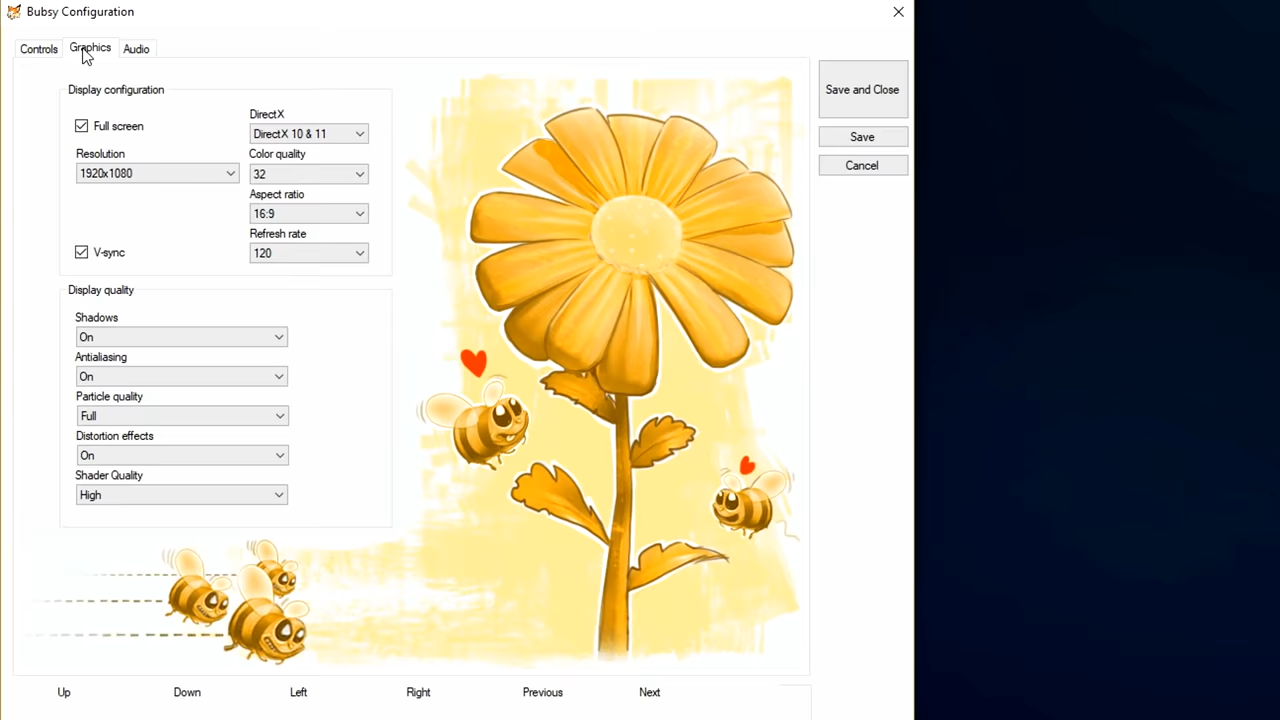 Bubsy Configuration
Controls
Graphics
Audio
Display configuration
Full screen
DirectX
DirectX 10 & 11
Resolution
1920x1080
Color quality
32
Aspect ratio
16:9
Refresh rate
120
V-sync
Display quality
Shadows
On
Antialiasing
On
Particle quality
Full
Distortion effects
On
Shader Quality
High
Save and Close
Save
Cancel
Up Down Left Right Previous Next